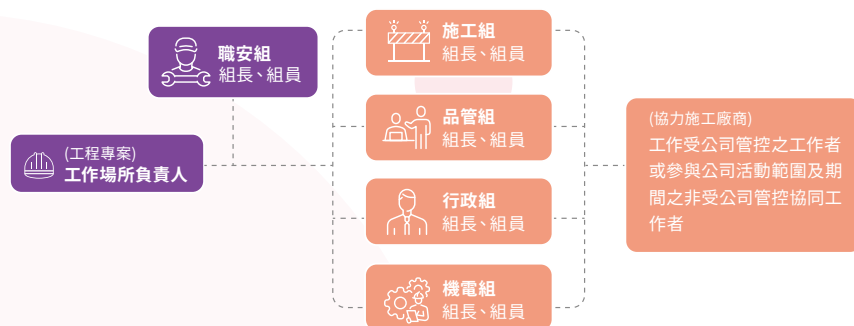 職安組
組長、組員
(工程專案)
工作場所負責人
施工組
組長、組員
品管組
組長、組員
行政組
組長、組員
機電組
組長、組員
(協力施工廠商)
工作受公司管控之工作者
或參與公司活動範圍及期
間之非受公司管控協同工
作者